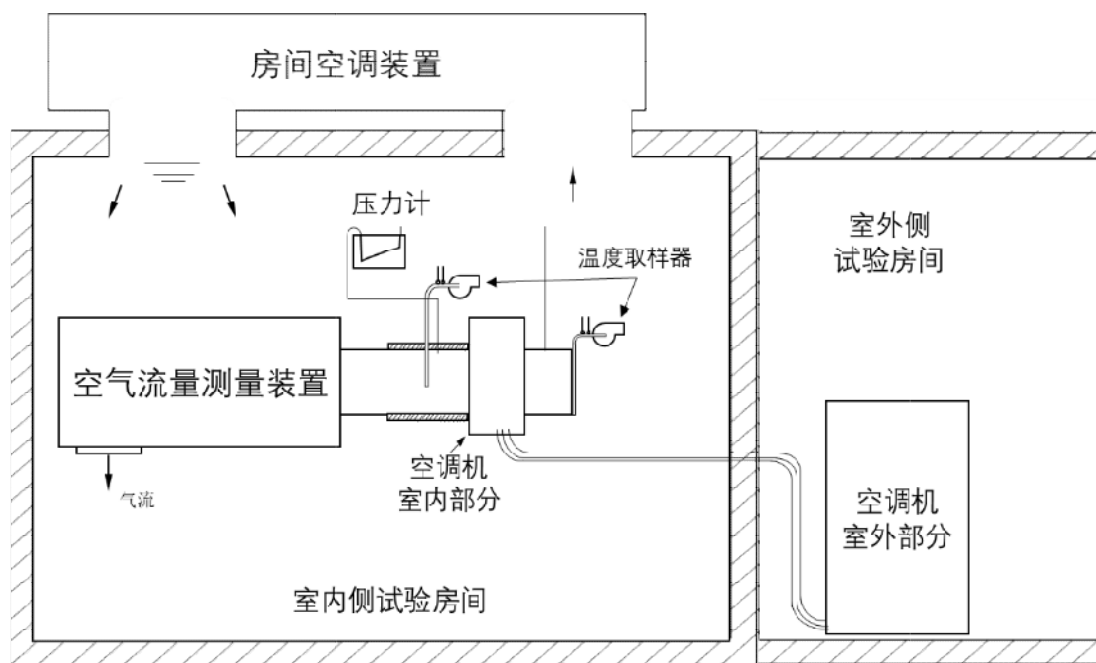 房间空调装置
压力计
温度取样器
室外侧
试验房间
空气流量测量装置
气流
空调机
室内部分
空调机
室外部分
室内侧试验房间